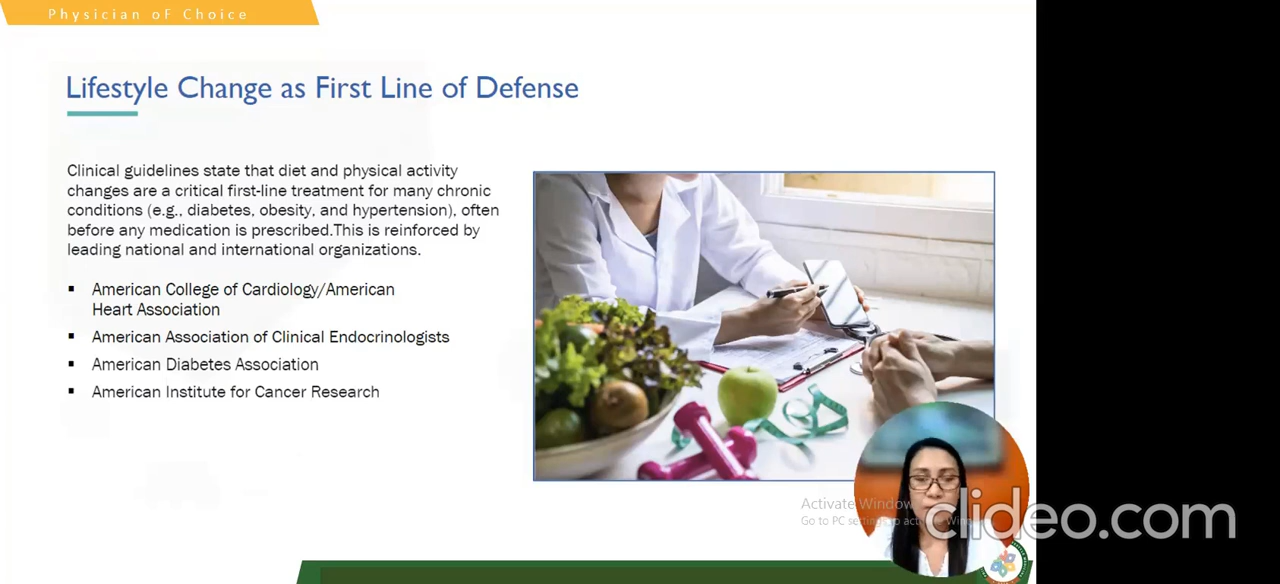 Physician oF Choice
Lifestyle Change as First Line of Defense
Clinical guidelines state that diet and physical activity
changes are a critical first-line treatment for many chronic
conditions (e.g., diabetes, obesity, and hypertension), often
before any medication is prescribed.This is reinforced by
leading national and international organizations.
▪ American College of Cardiology/American
Heart Association
▪ American Association of Clinical Endocrinologists
▪ American Diabetes Association
▪ American Institute for Cancer Research
Activate Window
Go to PC settings to
clideo.com